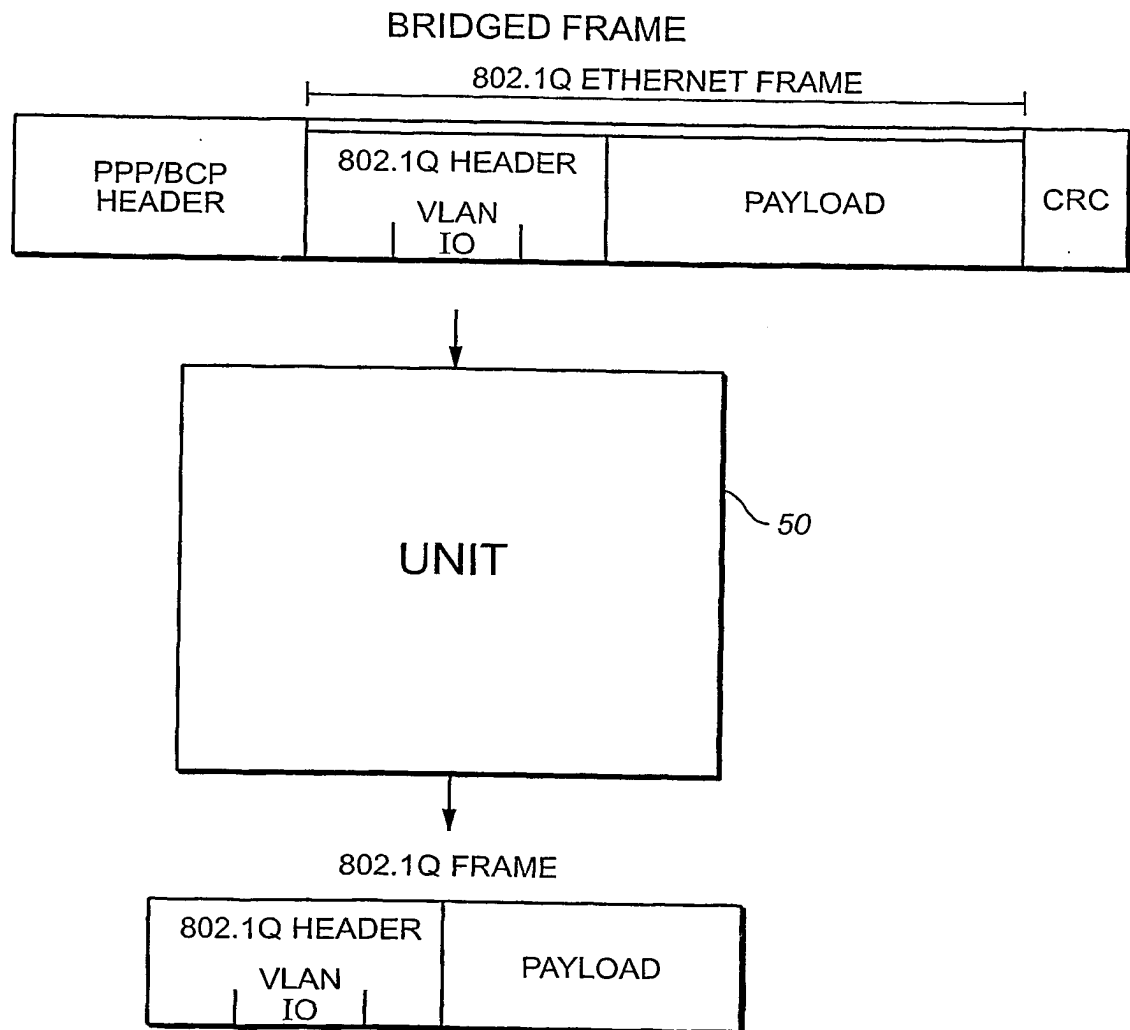 BRIDGED FRAME
802.1Q ETHERNET FRAME
PPP/BCP
HEADER
802.1Q HEADER
VLAN
IO
PAYLOAD
CRC
UNIT
50
802.1Q FRAME
802.1Q HEADER
VLAN
IO
PAYLOAD